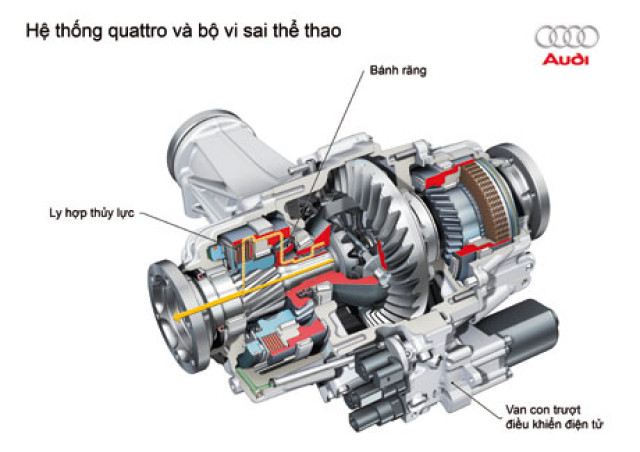 Hệ thống quattro và bộ vi sai thể thao
Audi
Bánh răng
Ly hợp thủy lực
Van con trượt
điều khiển điện tử